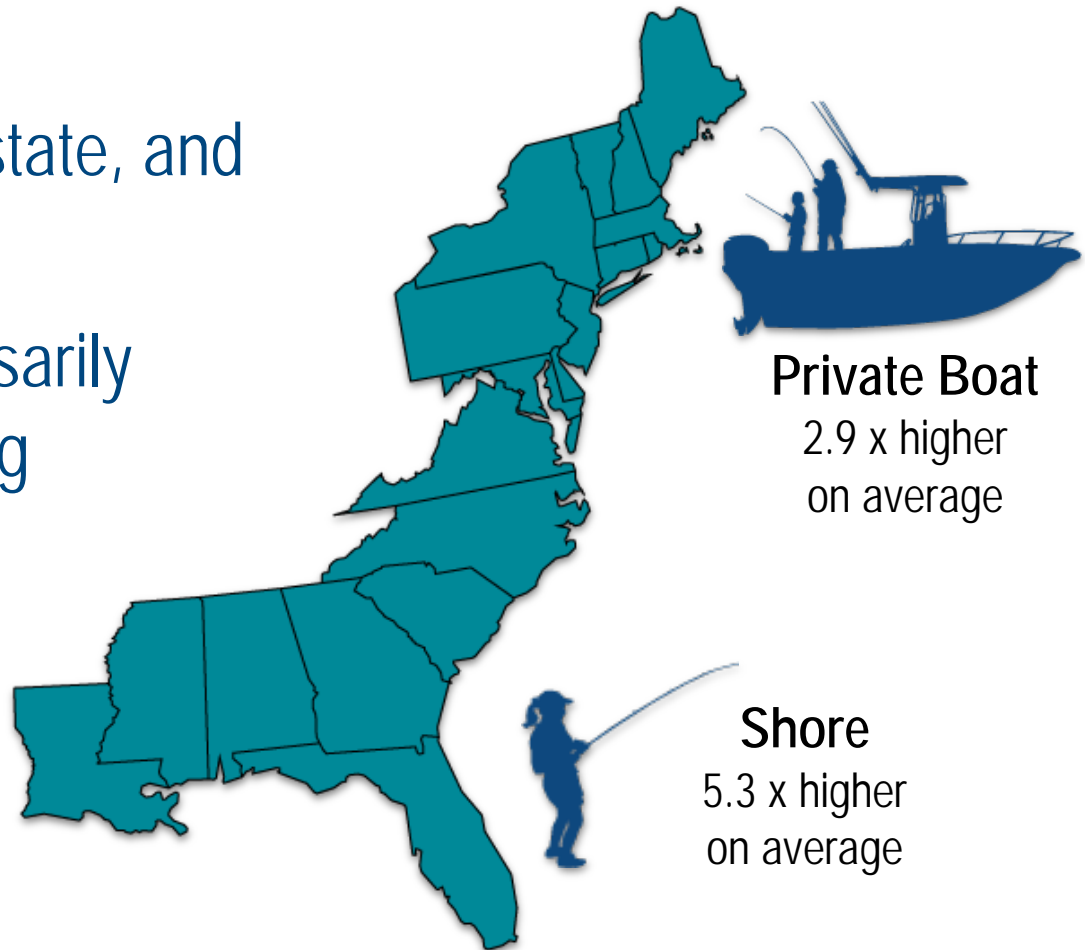 state, and
sarily
g
Private Boat
2.9 x higher
on average
Shore
5.3 x higher
on average